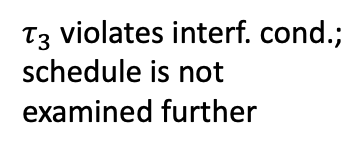 τ₃ violates interf. cond.;
schedule is not
examined further